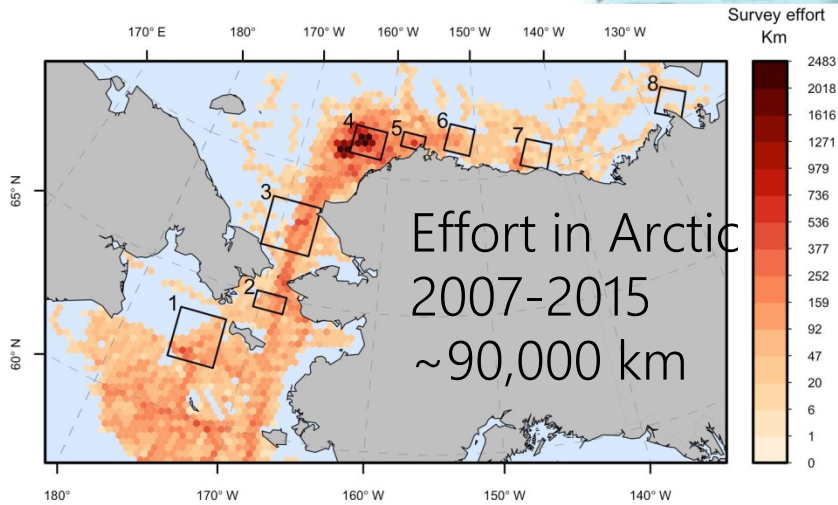 Survey effort
Km
170° E
180°
170° W
160° W
150° W
140° W
130° W
2483
2018
1616
1271
979
736
536
377
252
159
92
47
20
6
1
0
65° N
60° N
8
7
6
5
4
3
2
1
Effort in Arctic
2007-2015
~90,000 km
180°
170° W
160° W
150° W
140° W